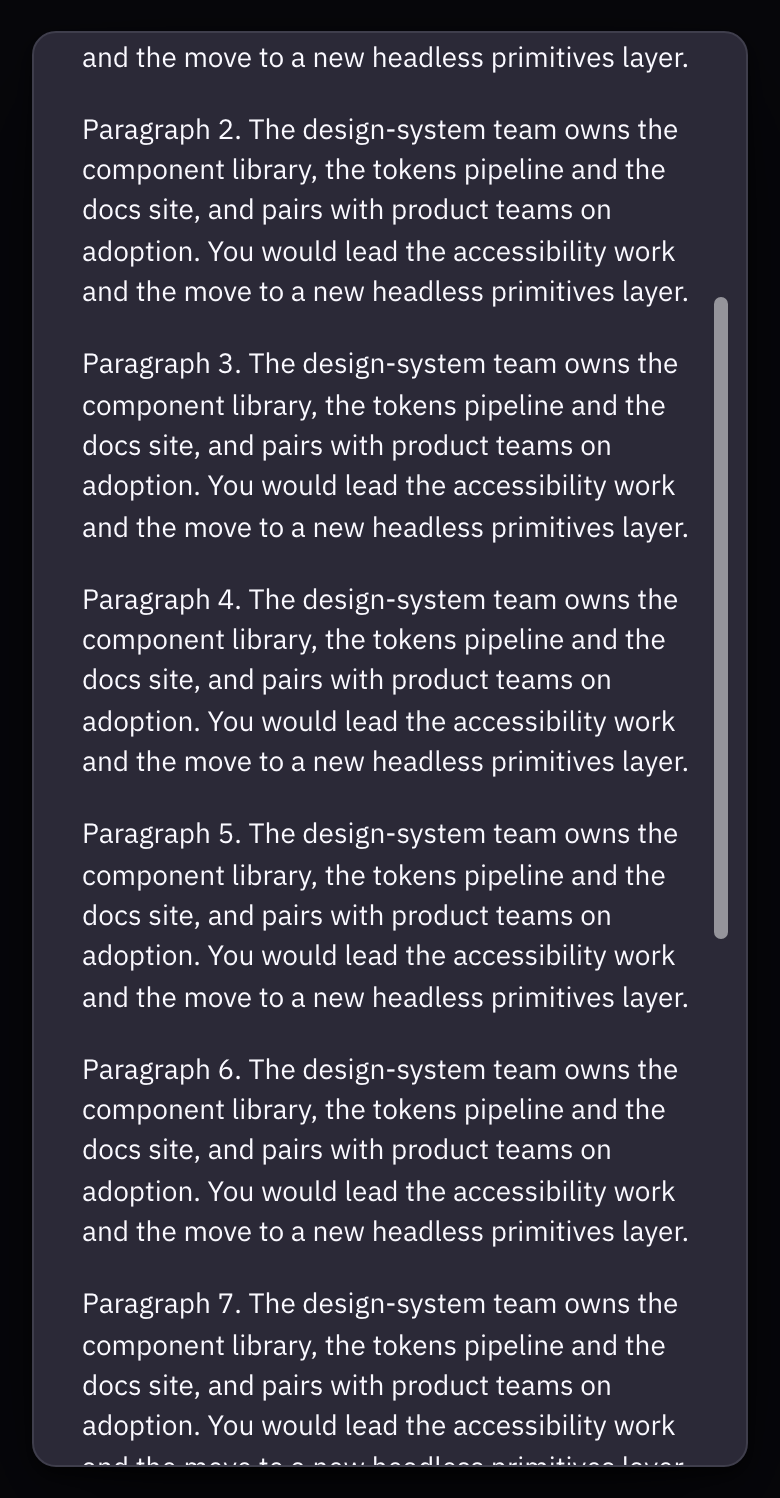 and the move to a new headless primitives layer.
Paragraph 2. The design-system team owns the
component library, the tokens pipeline and the
docs site, and pairs with product teams on
adoption. You would lead the accessibility work
and the move to a new headless primitives layer.
Paragraph 3. The design-system team owns the
component library, the tokens pipeline and the
docs site, and pairs with product teams on
adoption. You would lead the accessibility work
and the move to a new headless primitives layer.
Paragraph 4. The design-system team owns the
component library, the tokens pipeline and the
docs site, and pairs with product teams on
adoption. You would lead the accessibility work
and the move to a new headless primitives layer.
Paragraph 5. The design-system team owns the
component library, the tokens pipeline and the
docs site, and pairs with product teams on
adoption. You would lead the accessibility work
and the move to a new headless primitives layer.
Paragraph 6. The design-system team owns the
component library, the tokens pipeline and the
docs site, and pairs with product teams on
adoption. You would lead the accessibility work
and the move to a new headless primitives layer.
Paragraph 7. The design-system team owns the
component library, the tokens pipeline and the
docs site, and pairs with product teams on
adoption. You would lead the accessibility work